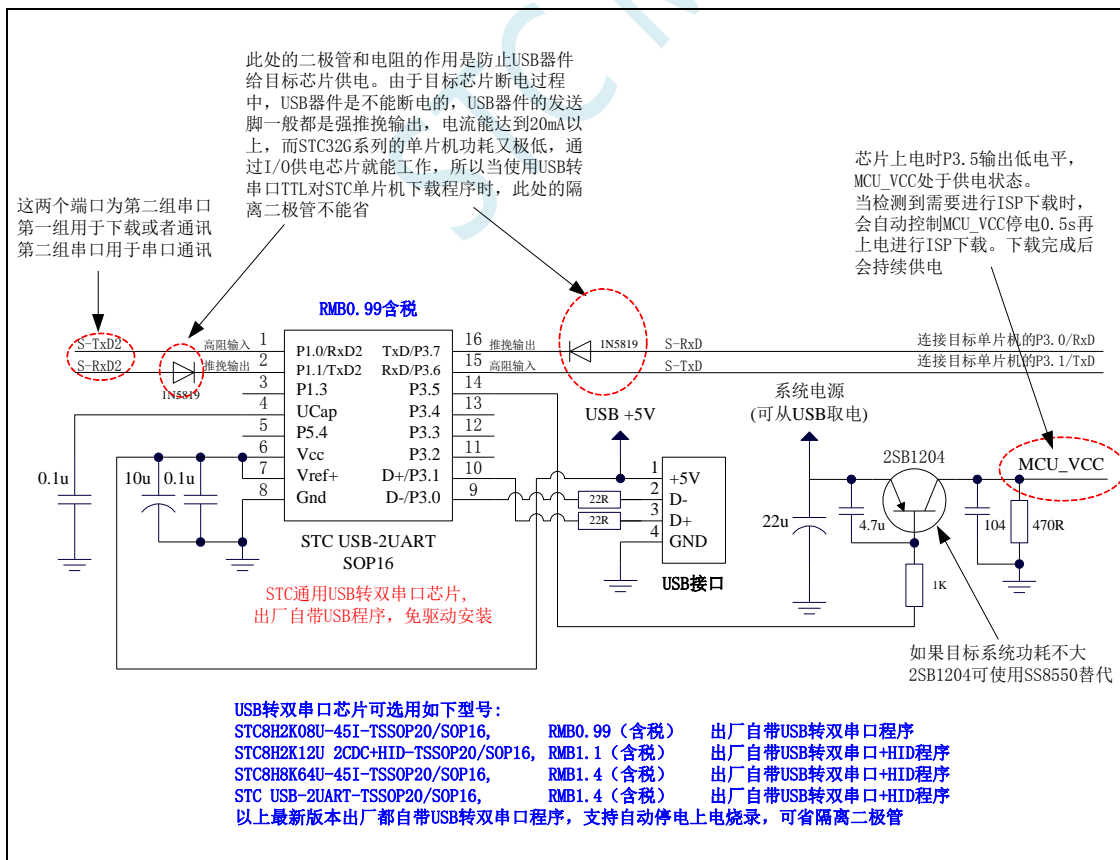 STC M
此处的二极管和电阻的作用是防止USB器件
给目标芯片供电。由于目标芯片断电过程
中，USB器件是不能断电的，USB器件的发送
脚一般都是强推挽输出，电流能达到20mA以
上，而STC32G系列的单片机功耗又极低，通
过I/O供电芯片就能工作，所以当使用USB转
串口TTL对STC单片机下载程序时，此处的隔
离二极管不能省
芯片上电时P3.5输出低电平，
MCU_VCC处于供电状态。
当检测到需要进行ISP下载时，
会自动控制MCU_VCC停电0.5s再
上电进行ISP下载。下载完成后
会持续供电
这两个端口为第二组串口
第一组用于下载或者通讯
第二组串口用于串口通讯
RMB0.99含税
S-TxD2 高阻输入 1 P1.0/RxD2 TxD/P3.7 16 推挽输出 1N5819 S-RxD 连接目标单片机的P3.0/RxD
S-RxD2 推挽输出 2 P1.1/TxD2 RxD/P3.6 15 高阻输入 S-TxD 连接目标单片机的P3.1/TxD
1N5819 3 P1.3 P3.5 14
4 UCap P3.4 13
5 P5.4 P3.3 12
6 Vcc P3.2 11
7 Vref+ D+/P3.1 10
8 Gnd D-/P3.0 9
STC USB-2UART
SOP16
STC通用USB转双串口芯片，
出厂自带USB程序，免驱动安装
0.1u
10u
0.1u
USB +5V
1 +5V
22R 2 D-
22R 3 D+
4 GND
USB接口
系统电源
(可从USB取电)
2SB1204
MCU_VCC
22u
4.7u
104
470R
1K
如果目标系统功耗不大
2SB1204可使用SS8550替代
USB转双串口芯片可选用如下型号:
STC8H2K08U-45I-TSSOP20/SOP16, RMB0.99（含税） 出厂自带USB转双串口程序
STC8H2K12U 2CDC+HID-TSSOP20/SOP16, RMB1.1（含税） 出厂自带USB转双串口+HID程序
STC8H8K64U-45I-TSSOP20/SOP16, RMB1.4（含税） 出厂自带USB转双串口+HID程序
STC USB-2UART-TSSOP20/SOP16, RMB1.4（含税） 出厂自带USB转双串口+HID程序
以上最新版本出厂都自带USB转双串口程序，支持自动停电上电烧录，可省隔离二极管